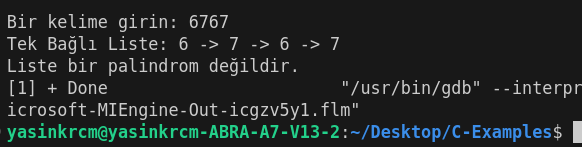 Bir kelime girin: 6767
Tek Bağlı Liste: 6 -> 7 -> 6 -> 7
Liste bir palindrom değildir.
[1] + Done                       "/usr/bin/gdb" --interpr
icrosoft-MIEngine-Out-icgzv5y1.flm"
yasinkrcm@yasinkrcm-ABRA-A7-V13-2:~/Desktop/C-Examples$